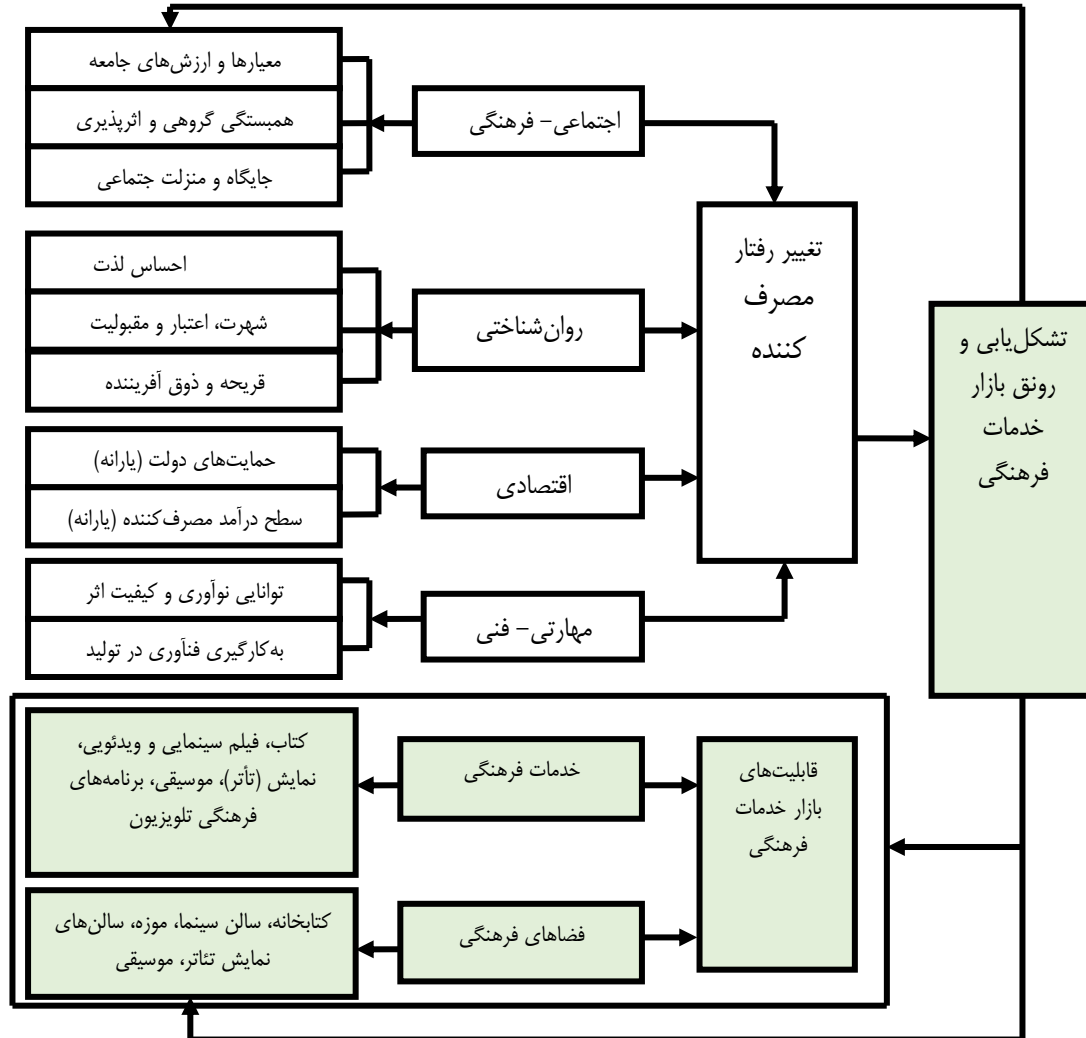 معیارها و ارزش‌های جامعه
همبستگی گروهی و اثرپذیری
جایگاه و منزلت جتماعی
اجتماعی- فرهنگی
احساس لذت
شهرت، اعتبار و مقبولیت
قریحه و ذوق آفریننده
روان‌شناختی
حمایت‌های دولت (یارانه)
سطح درآمد مصرف‌کننده (یارانه)
اقتصادی
توانایی نوآوری و کیفیت اثر
به‌کارگیری فنآوری در تولید
مهارتی- فنی
تغییر رفتار
مصرف
کننده
تشکل‌یابی و
رونق بازار
خدمات
فرهنگی
کتاب، فیلم سینمایی و ویدئویی،
نمایش (تأتر)، موسیقی، برنامه‌های
فرهنگی تلویزیون
خدمات فرهنگی
قابلیت‌های
بازار خدمات
فرهنگی
کتابخانه، سالن سینما، موزه، سالن‌های
نمایش تئاتر، موسیقی
فضاهای فرهنگی